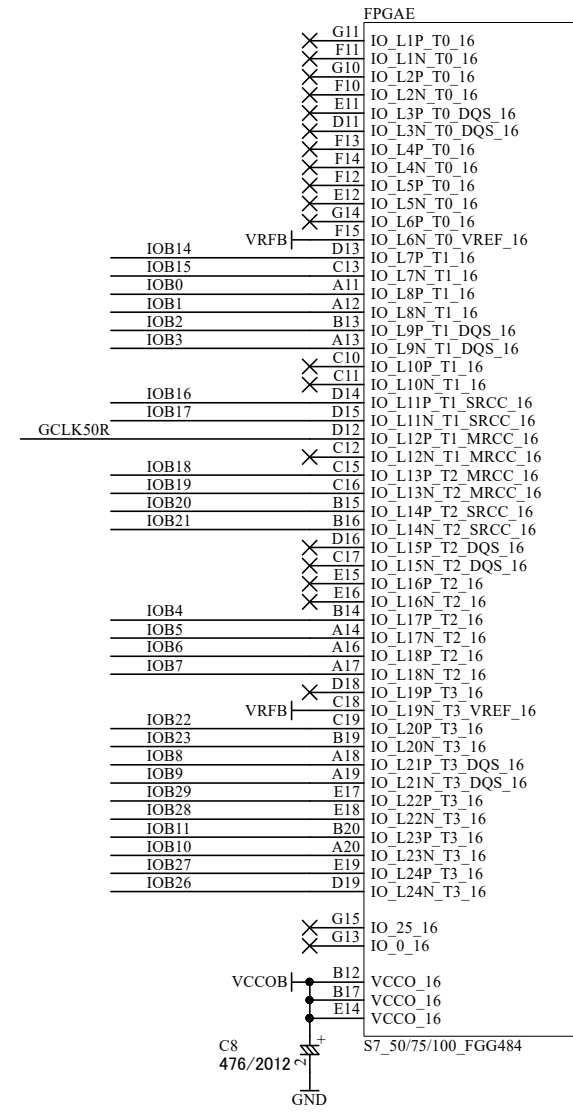 FPGAE
G11 IO_L1P_T0_16
F11 IO_L1N_T0_16
G10 IO_L2P_T0_16
F10 IO_L2N_T0_16
E11 IO_L3P_T0_DQS_16
D11 IO_L3N_T0_DQS_16
F13 IO_L4P_T0_16
F14 IO_L4N_T0_16
F12 IO_L5P_T0_16
E12 IO_L5N_T0_16
G14 IO_L6P_T0_16
VRFB F15 IO_L6N_T0_VREF_16
IOB14 D13 IO_L7P_T1_16
IOB15 C13 IO_L7N_T1_16
IOB0 A11 IO_L8P_T1_16
IOB1 A12 IO_L8N_T1_16
IOB2 B13 IO_L9P_T1_DQS_16
IOB3 A13 IO_L9N_T1_DQS_16
C10 IO_L10P_T1_16
C11 IO_L10N_T1_16
IOB16 D14 IO_L11P_T1_SRCC_16
IOB17 D15 IO_L11N_T1_SRCC_16
GCLK50R D12 IO_L12P_T1_MRCC_16
C12 IO_L12N_T1_MRCC_16
IOB18 C15 IO_L13P_T2_MRCC_16
IOB19 C16 IO_L13N_T2_MRCC_16
IOB20 B15 IO_L14P_T2_SRCC_16
IOB21 B16 IO_L14N_T2_SRCC_16
D16 IO_L15P_T2_DQS_16
C17 IO_L15N_T2_DQS_16
E15 IO_L16P_T2_16
E16 IO_L16N_T2_16
IOB4 B14 IO_L17P_T2_16
IOB5 A14 IO_L17N_T2_16
IOB6 A16 IO_L18P_T2_16
IOB7 A17 IO_L18N_T2_16
D18 IO_L19P_T3_16
VRFB C18 IO_L19N_T3_VREF_16
IOB22 C19 IO_L20P_T3_16
IOB23 B19 IO_L20N_T3_16
IOB8 A18 IO_L21P_T3_DQS_16
IOB9 A19 IO_L21N_T3_DQS_16
IOB29 E17 IO_L22P_T3_16
IOB28 E18 IO_L22N_T3_16
IOB11 B20 IO_L23P_T3_16
IOB10 A20 IO_L23N_T3_16
IOB27 E19 IO_L24P_T3_16
IOB26 D19 IO_L24N_T3_16
G15 IO_25_16
G13 IO_0_16
VCCOB B12 VCCO_16
B17 VCCO_16
E14 VCCO_16
C8 + S7_50/75/100_FGG484
476/2012 2
GND